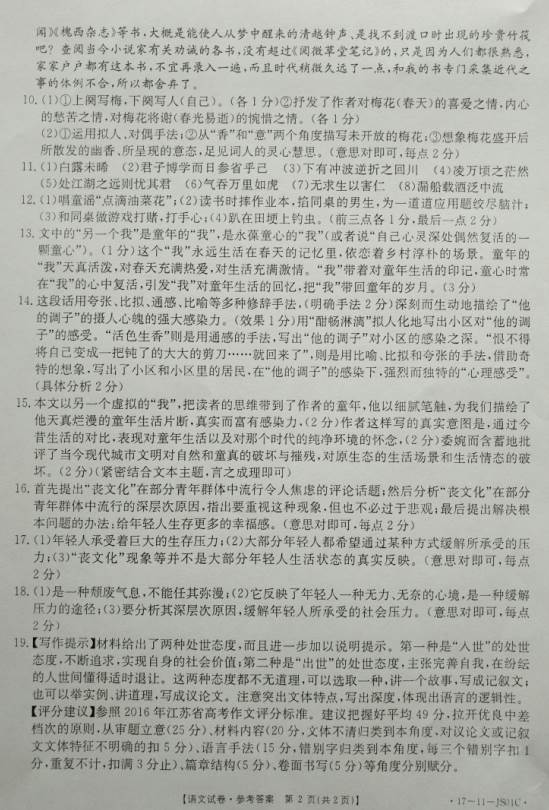 闻》《槐西杂志》等书,大概是能使人从梦中醒来的清越钟声、是找不到渡口时出现的珍贵竹筏
吧?查阅当今小说家有关劝诫的各书,没有超过《阅微草堂笔记》的,只是因为人们都很熟悉,
家家户户都有这本书,不宜再录入一遍,而且时代稍微久远了一点,和我的书专门采集近代之
事的体例不合,所以都舍弃了。
10.(1)①上阕写梅,下阕写人(自己)。(各1分)②抒发了作者对梅花(春天)的喜爱之情,内心
的愁苦之情,对梅花将谢(春光易逝)的惋惜之情。(各1分)
(2)①运用拟人、对偶手法;②从“香”和“意”两个角度描写未开放的梅花;③想象梅花盛开后
所散发的幽香、所呈现的意态,足见词人的灵心慧思。(意思对即可,每点2分)
11.(1)白露未晞 (2)君子博学而日参省乎己 (3)下有冲波逆折之回川 (4)凌万顷之茫然
(5)处江湖之远则忧其君 (6)气吞万里如虎 (7)无求生以害仁 (8)漏船载酒泛中流
12.(1)唱童谣“点滴油菜花”;(2)读书时摔作业本,掐同桌的男生,为一道道应用题绞尽脑汁;
(3)和同桌做游戏打赌,打手心;(4)趴在田埂上钓虫。(前三点各1分,最后一点2分)
13.文中的“另一个我”是童年的“我”,是永葆童心的“我”(或者说“自己心灵深处偶然复活的一
颗童心”)。(1分)这个“我”永远生活在春天的记忆里,依恋着乡村淳朴的场景。童年的
“我”天真活泼,对春天充满热爱,对生活充满激情。“我”带着对童年生活的印记,童心时常
在“我”的心中复活,引发“我”对童年生活的回忆,把“我”带回童年的岁月。(3分)
14.这段话用夸张、比拟、通感、比喻等多种修辞手法,(明确手法2分)深刻而生动地描绘了“他
的调子”的摄人心魄的强大感染力。(效果1分)用“酣畅淋漓”拟人化地写出小区对“他的调
子”的感受。“活色生香”则是用通感的手法,写出“他的调子”对小区的感染之深。“恨不得
将自己变成一把钝了的大大的剪刀……就回来了”,则是用比喻、比拟和夸张的手法,借助奇
特的想象,写出了小区和小区里的居民,在“他的调子”的感染下,强烈而独特的“心理感受”。
(具体分析2分)
15.本文以另一个虚拟的“我”,把读者的思维带到了作者的童年,他以细腻笔触,为我们描绘了
他天真烂漫的童年生活片断,真实而富有感染力,(2分)作者这样写的真实意图是,通过今
昔生活的对比,表现对童年生活以及对那个时代的纯净环境的怀念,(2分)委婉而含蓄地批
评了当今现代城市文明对自然和童真的破坏与摧残,对原生态的生活场景和生活情态的破
坏。(2分)(紧密结合文本主题,言之成理即可)
16.首先提出“丧文化”在部分青年群体中流行令人焦虑的评论话题;然后分析“丧文化”在部分
青年群体中流行的深层次原因,指出要重视这种现象,但也不必过于悲观;最后提出解决根
本问题的办法:给年轻人生存更多的幸福感。(意思对即可,每点2分)
17.(1)年轻人承受着巨大的生存压力;(2)大部分年轻人都希望通过某种方式缓解所承受的压
力;(3)“丧文化”现象等并不是大部分年轻人生活状态的真实反映。(意思对即可,每点
2分)
18.(1)是一种颓废气息,不能任其弥漫;(2)它反映了年轻人一种无力、无奈的心境,是一种缓解
压力的途径;(3)要分析其深层次原因,缓解年轻人所承受的社会压力。(意思对即可,每点
2分)
19.【写作提示】材料给出了两种处世态度,而且进一步加以说明提示。第一种是“入世”的处世
态度,不断追求,实现自身的社会价值;第二种是“出世”的处世态度,主张完善自我,在纷纭
的人世间懂得适时退让。这两种态度都不无道理,可以选取一种,讲一个故事,写成记叙文;
也可以举实例、讲道理,写成议论文。注意突出文体特点,写出深度,体现出语言的逻辑性。
【评分建议】参照2016年江苏省高考作文评分标准。建议把握好平均49分,拉开优良中差
档次的原则,从审题立意(25分)、材料内容(20分,文体不清归类到本角度,对议论文或记叙
文文体特征不明确的扣5分)、语言手法(15分,错别字归类到本角度,每三个错别字扣1
分,重复不计,扣满3分止)、篇章结构(5分)、卷面书写(5分)等角度分别赋分。
【语文试卷·参考答案 第2页(共2页)】 ·17-11-JS01C·